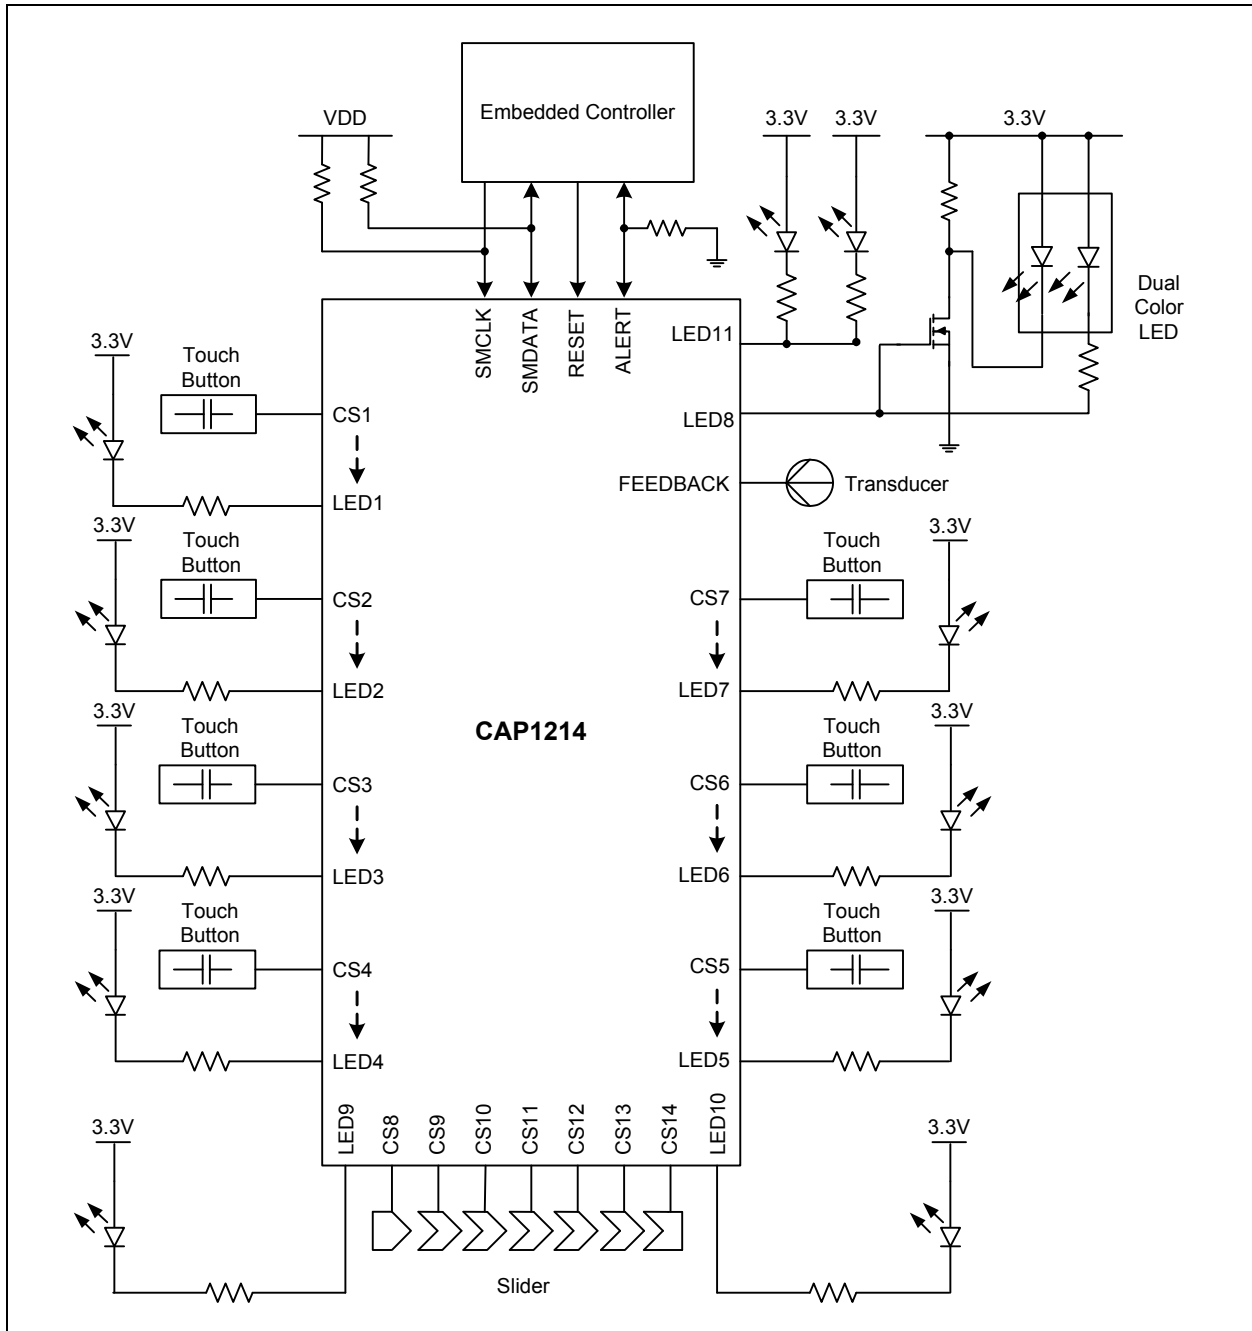 Embedded Controller
VDD
3.3V
3.3V
3.3V
Dual
Color
LED
SMCLK
SMDATA
RESET
ALERT
LED11
LED8
FEEDBACK
Transducer
3.3V
Touch
Button
CS1
LED1
3.3V
Touch
Button
CS2
LED2
Touch
Button
3.3V
CS7
LED7
3.3V
Touch
Button
CS3
LED3
CAP1214
Touch
Button
3.3V
CS6
LED6
3.3V
Touch
Button
CS4
LED4
Touch
Button
3.3V
CS5
LED5
LED9
CS8
CS9
CS10
CS11
CS12
CS13
CS14
LED10
3.3V
3.3V
Slider